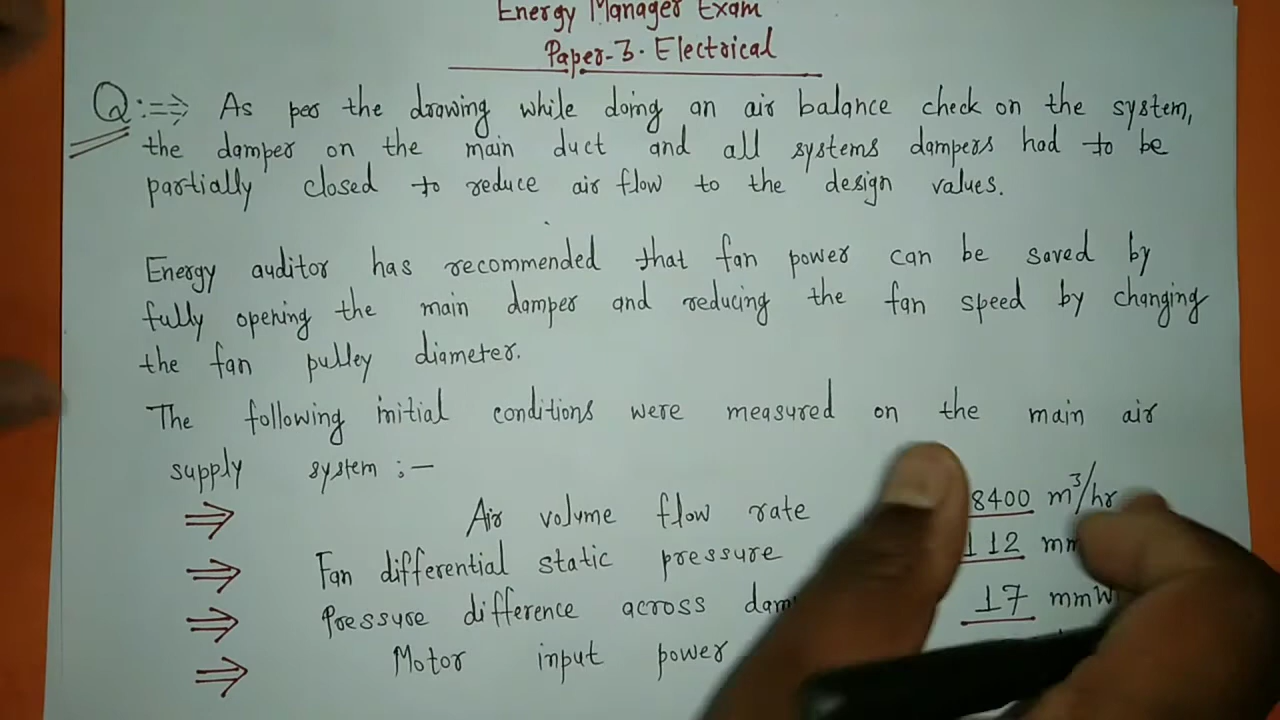 Energy Manager Exam
Paper-3. Electrical
Q:⇒ As per the drawing while doing an air balance check on the system,
the damper on the main duct and all systems dampers had to be
partially closed to reduce air flow to the design values.
Energy auditor has recommended that fan power can be saved by
fully opening the main damper and reducing the fan speed by changing
the fan pulley diameter.
The following initial conditions were measured on the main air
supply system :-
⇒ Air volume flow rate 8400 m³/hr
⇒ Fan differential static pressure 112
⇒ Pressure difference across 17
⇒ Motor input power